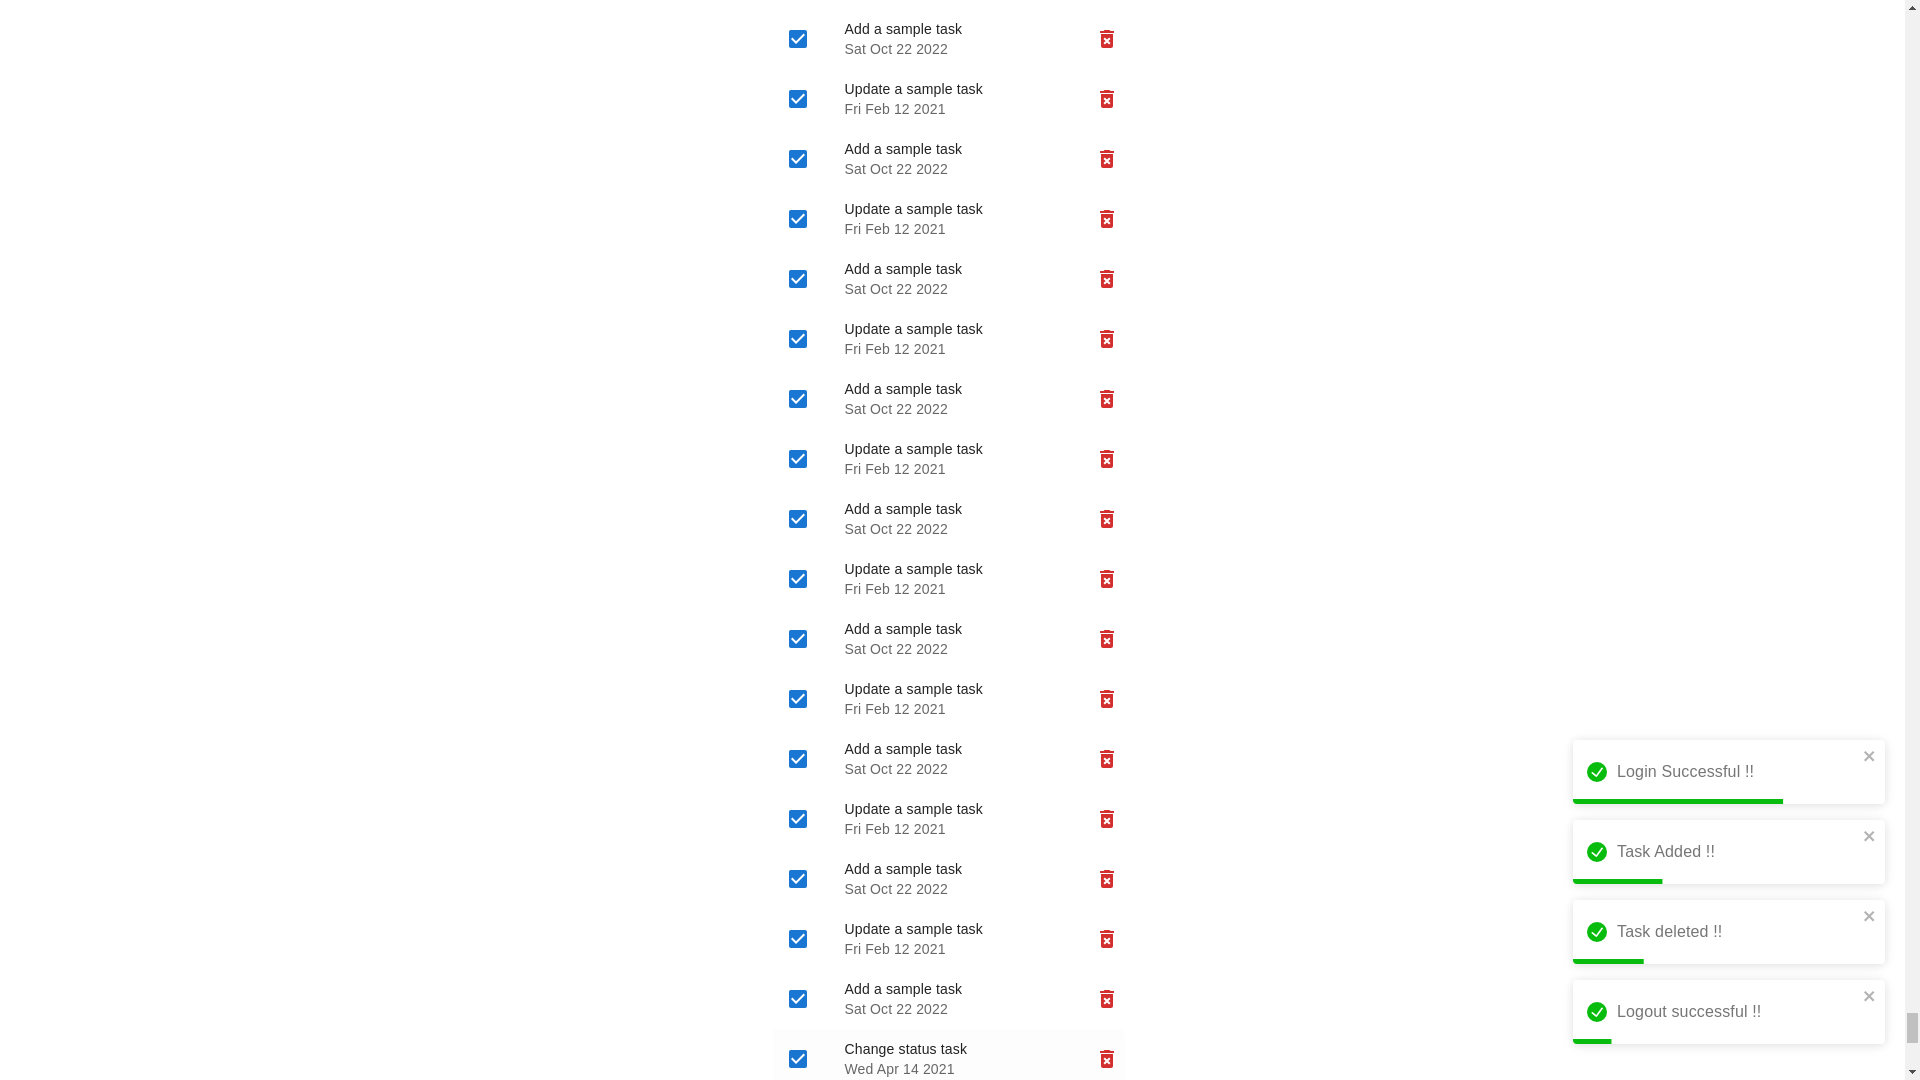 Add a sample task
Sat Oct 22 2022
Update a sample task
Fri Feb 12 2021
Add a sample task
Sat Oct 22 2022
Update a sample task
Fri Feb 12 2021
Add a sample task
Sat Oct 22 2022
Update a sample task
Fri Feb 12 2021
Add a sample task
Sat Oct 22 2022
Update a sample task
Fri Feb 12 2021
Add a sample task
Sat Oct 22 2022
Update a sample task
Fri Feb 12 2021
Add a sample task
Sat Oct 22 2022
Update a sample task
Fri Feb 12 2021
Add a sample task
Sat Oct 22 2022
Update a sample task
Fri Feb 12 2021
Add a sample task
Sat Oct 22 2022
Update a sample task
Fri Feb 12 2021
Add a sample task
Sat Oct 22 2022
Change status task
Wed Apr 14 2021
Login Successful !!
Task Added !!
Task deleted !!
Logout successful !!